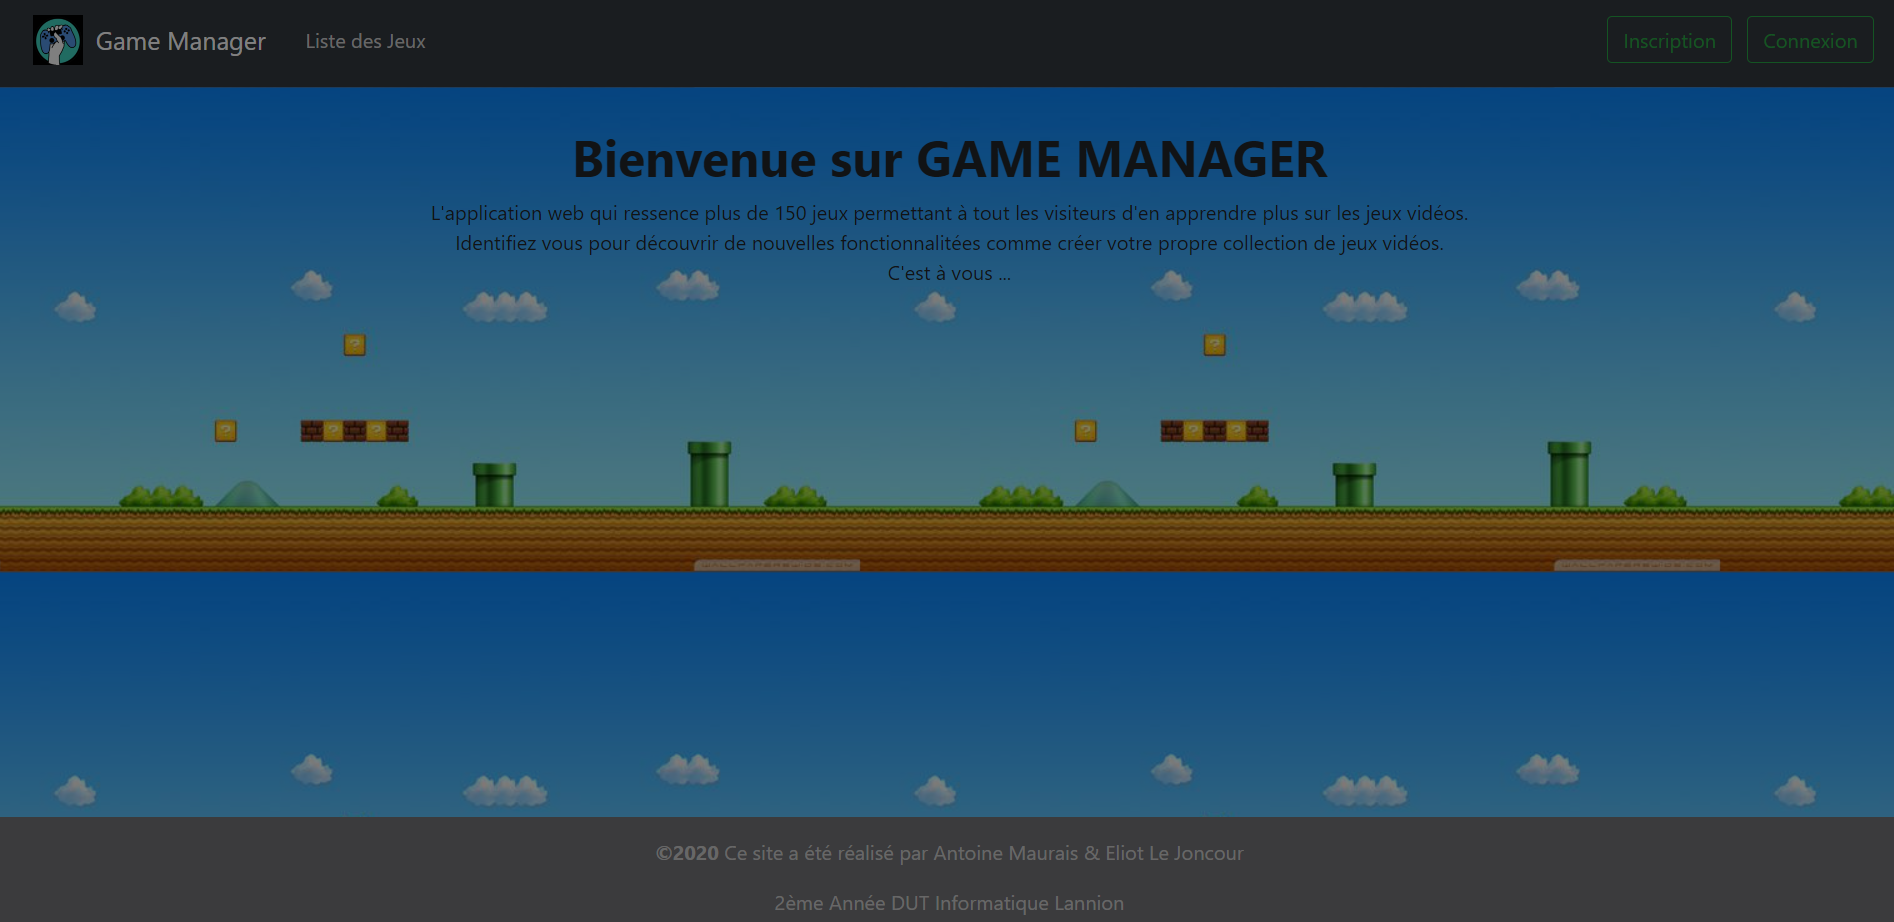 Game Manager
Liste des Jeux
Inscription
Connexion
Bienvenue sur GAME MANAGER
L'application web qui ressence plus de 150 jeux permettant à tout les visiteurs d'en apprendre plus sur les jeux vidéos.
Identifiez vous pour découvrir de nouvelles fonctionnalitées comme créer votre propre collection de jeux vidéos.
C'est à vous ...
©2020 Ce site a été réalisé par Antoine Maurais & Eliot Le Joncour
2ème Année DUT Informatique Lannion